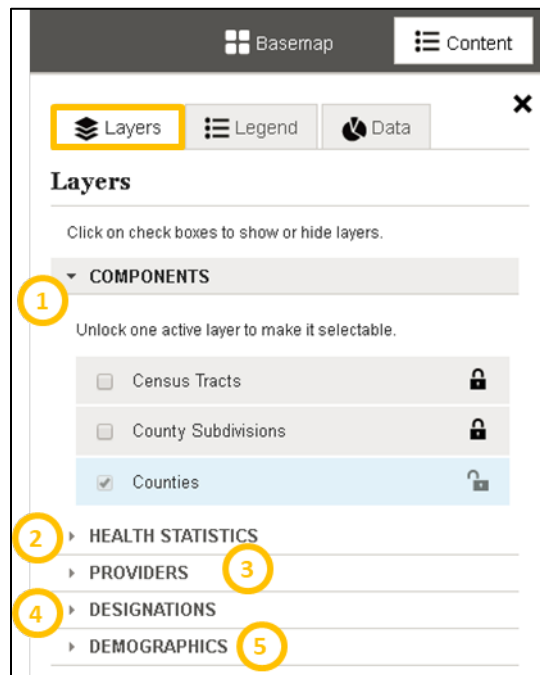 Basemap Content
Layers Legend Data
Layers
Click on check boxes to show or hide layers.
COMPONENTS
1
Unlock one active layer to make it selectable.
Census Tracts
County Subdivisions
Counties
2 HEALTH STATISTICS
PROVIDERS 3
4 DESIGNATIONS
DEMOGRAPHICS 5